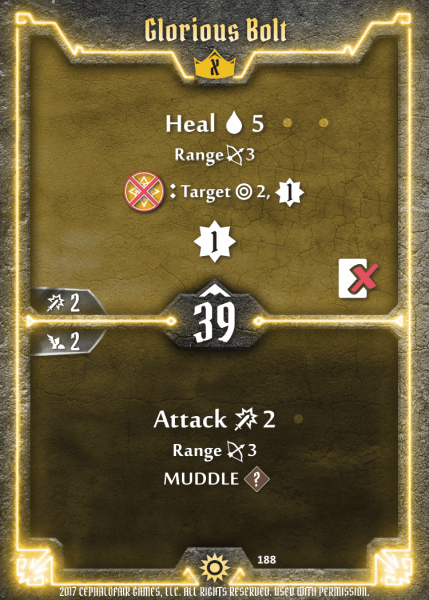 Glorious Bolt
X
Heal 5
Range 3
: Target 2, 1
1
2
39
2
Attack 2
Range 3
MUDDLE ?
188
2017 CEPHALOFAIR GAMES, LLC. ALL RIGHTS RESERVED. USED WITH PERMISSION.